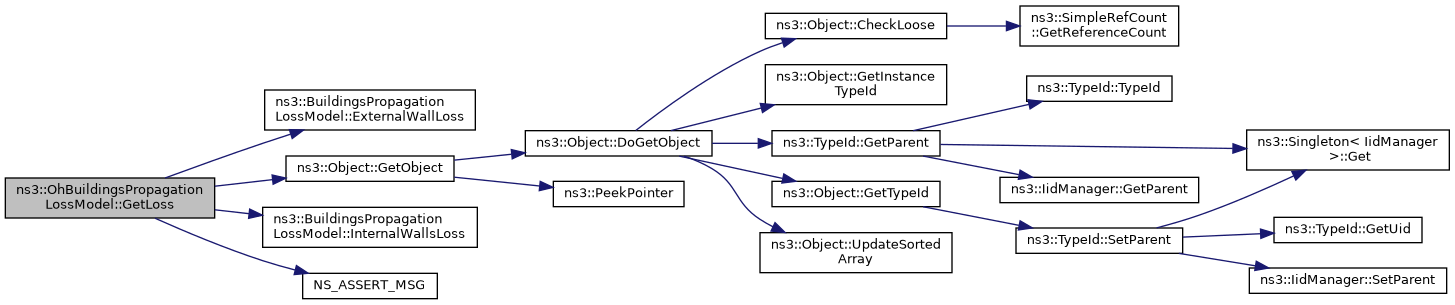 ns3::OhBuildingsPropagation
LossModel::GetLoss
ns3::BuildingsPropagation
LossModel::ExternalWallLoss
ns3::Object::GetObject
ns3::BuildingsPropagation
LossModel::InternalWallsLoss
NS_ASSERT_MSG
ns3::Object::DoGetObject
ns3::PeekPointer
ns3::Object::CheckLoose
ns3::Object::GetInstance
TypeId
ns3::TypeId::GetParent
ns3::Object::GetTypeId
ns3::Object::UpdateSorted
Array
ns3::SimpleRefCount
::GetReferenceCount
ns3::TypeId::TypeId
ns3::IidManager::GetParent
ns3::TypeId::SetParent
ns3::Singleton< IidManager
>::Get
ns3::TypeId::GetUid
ns3::IidManager::SetParent